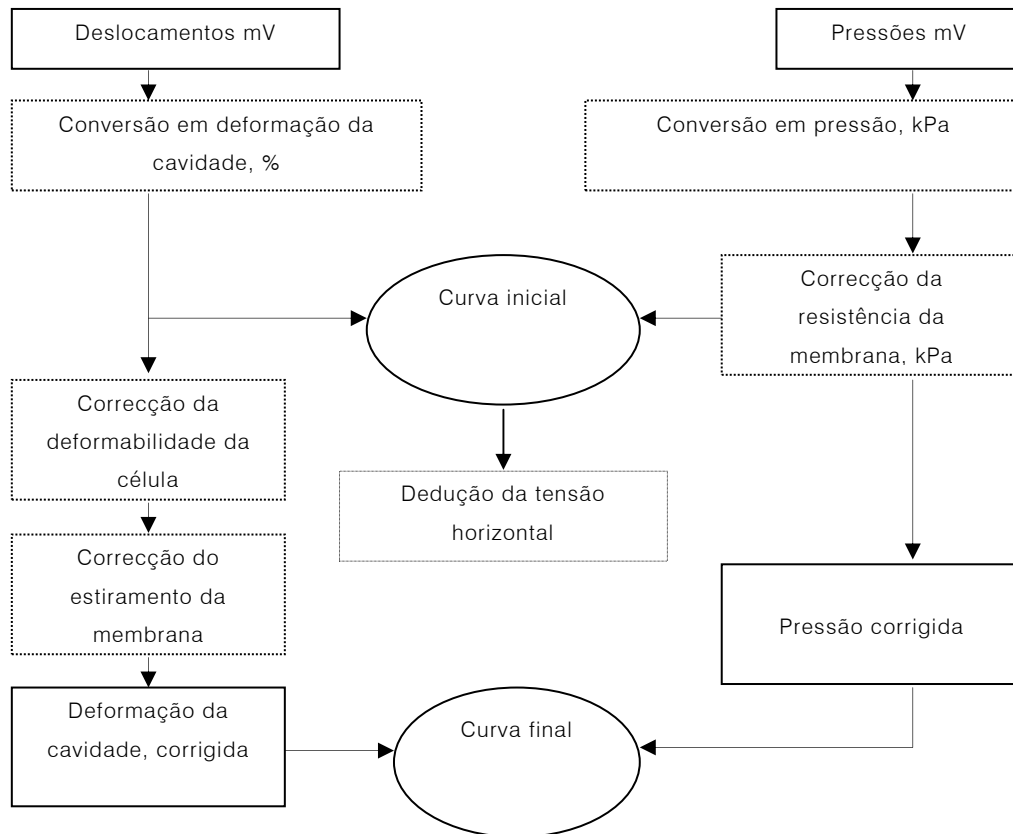 Deslocamentos mV
Pressões mV
Conversão em deformação da
cavidade, %
Conversão em pressão, kPa
Curva inicial
Correcção da
resistência da
membrana, kPa
Correcção da
deformabilidade da
célula
Dedução da tensão
horizontal
Correcção do
estiramento da
membrana
Pressão corrigida
Deformação da
cavidade, corrigida
Curva final